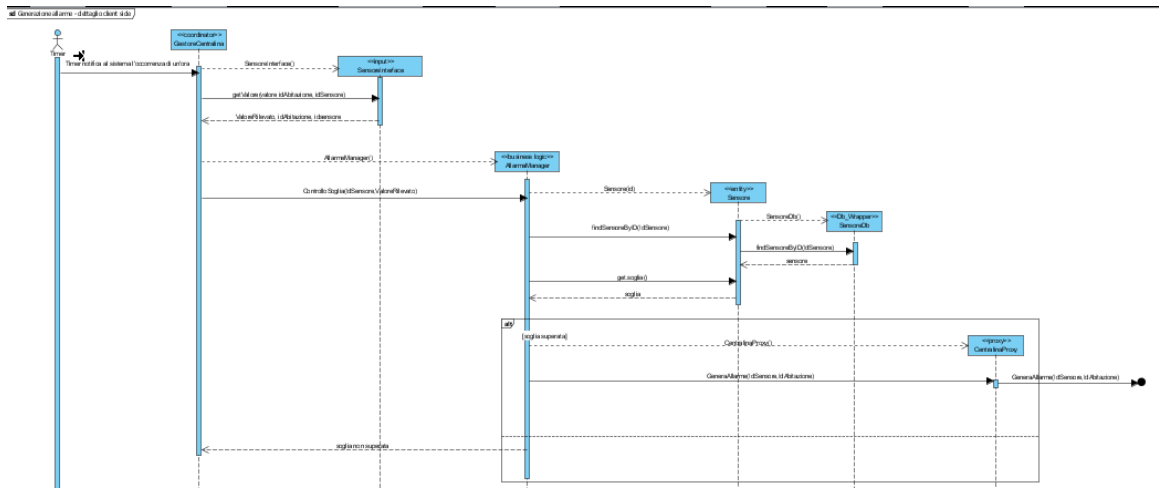 sd Generazione allarme - dettaglio client side
Timer
<<coordinator>>
GestoreCentralina
Timer notifica al sistema l'occorrenza di un'ora
SensoreInterface()
<<input>>
SensoreInterface
getValore(valore idAbitazione, idSensore)
ValoreRilevato, idAbitazione, idsensore
AllarmeManager()
<<business logic>>
AllarmeManager
ControlloSoglia(IdSensore,ValoreRilevato)
Sensore(id)
<<entity>>
Sensore
SensoreDb()
<<Db_Wrapper>>
SensoreDb
findSensoreByID(IdSensore)
findSensoreByID(IdSensore)
sensore
get soglia()
soglia
alt
[soglia superata]
CentralinaProxy()
<<proxy>>
CentralinaProxy
GeneraAllarme(IdSensore,IdAbitazione)
GeneraAllarme(IdSensore,IdAbitazione)
soglia non superata